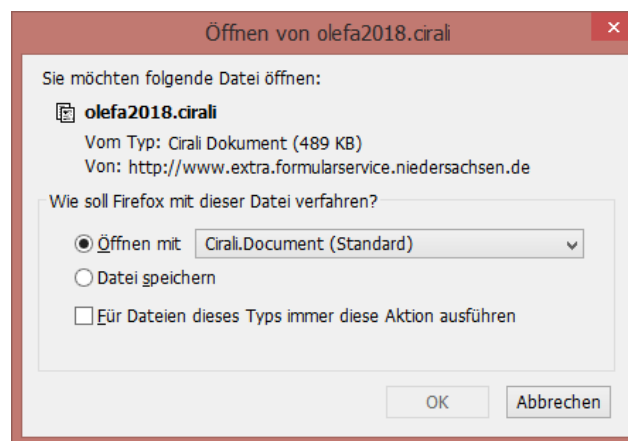 Öffnen von olefa2018.cirali
Sie möchten folgende Datei öffnen:
olefa2018.cirali
Vom Typ: Cirali Dokument (489 KB)
Von: http://www.extra.formularservice.niedersachsen.de
Wie soll Firefox mit dieser Datei verfahren?
Öffnen mit Cirali.Document (Standard)
Datei speichern
Für Dateien dieses Typs immer diese Aktion ausführen
OK Abbrechen